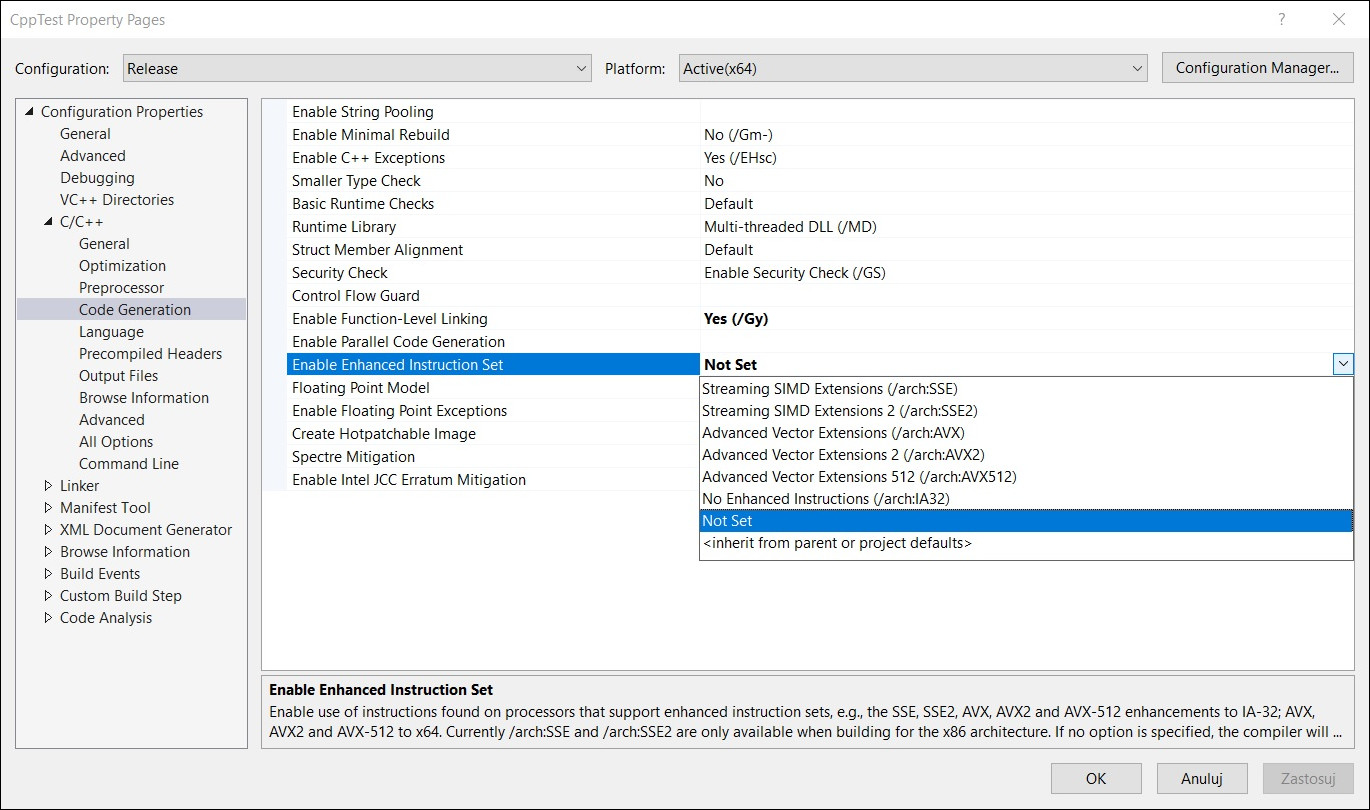 CppTest Property Pages
?
Configuration: Release Platform: Active(x64) Configuration Manager...
Configuration Properties
General
Advanced
Debugging
VC++ Directories
C/C++
General
Optimization
Preprocessor
Code Generation
Language
Precompiled Headers
Output Files
Browse Information
Advanced
All Options
Command Line
Linker
Manifest Tool
XML Document Generator
Browse Information
Build Events
Custom Build Step
Code Analysis
Enable String Pooling
Enable Minimal Rebuild No (/Gm-)
Enable C++ Exceptions Yes (/EHsc)
Smaller Type Check No
Basic Runtime Checks Default
Runtime Library Multi-threaded DLL (/MD)
Struct Member Alignment Default
Security Check Enable Security Check (/GS)
Control Flow Guard
Enable Function-Level Linking Yes (/Gy)
Enable Parallel Code Generation
Enable Enhanced Instruction Set Not Set
Floating Point Model
Enable Floating Point Exceptions
Create Hotpatchable Image
Spectre Mitigation
Enable Intel JCC Erratum Mitigation
Streaming SIMD Extensions (/arch:SSE)
Streaming SIMD Extensions 2 (/arch:SSE2)
Advanced Vector Extensions (/arch:AVX)
Advanced Vector Extensions 2 (/arch:AVX2)
Advanced Vector Extensions 512 (/arch:AVX512)
No Enhanced Instructions (/arch:IA32)
Not Set
<inherit from parent or project defaults>
Enable Enhanced Instruction Set
Enable use of instructions found on processors that support enhanced instruction sets, e.g., the SSE, SSE2, AVX, AVX2 and AVX-512 enhancements to IA-32; AVX,
AVX2 and AVX-512 to x64. Currently /arch:SSE and /arch:SSE2 are only available when building for the x86 architecture. If no option is specified, the compiler will ...
OK Anuluj Zastosuj